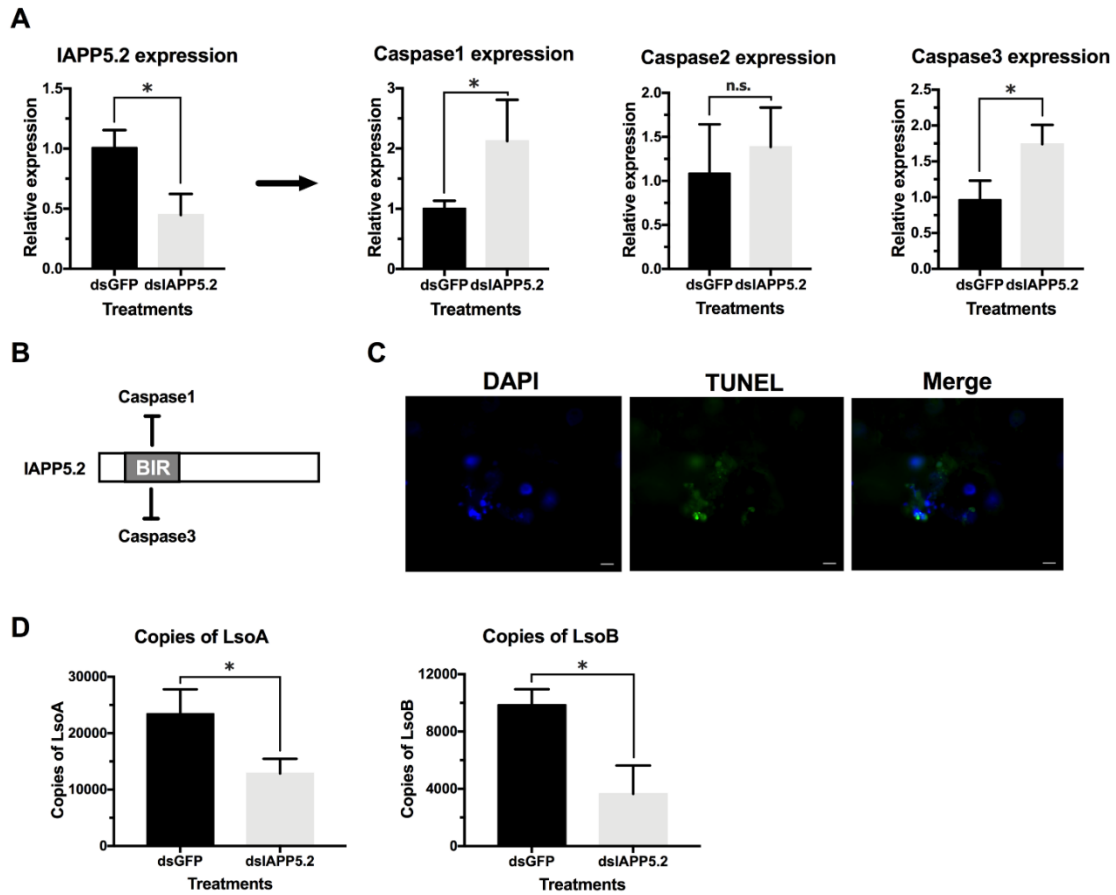 A
IAPP5.2 expression
Relative expression
1.5
1.0
0.5
0.0
*
dsGFP dsIAPP5.2
Treatments
Caspase1 expression
Relative expression
3
2
1
0
*
dsGFP dsIAPP5.2
Treatments
Caspase2 expression
Relative expression
2.0
1.5
1.0
0.5
0.0
n.s.
dsGFP dsIAPP5.2
Treatments
Caspase3 expression
Relative expression
2.5
2.0
1.5
1.0
0.5
0.0
*
dsGFP dsIAPP5.2
Treatments
B
Caspase1
IAPP5.2
BIR
Caspase3
C
DAPI
TUNEL
Merge
D
Copies of LsoA
Copies of LsoA
30000
20000
10000
0
*
dsGFP dsIAPP5.2
Treatments
Copies of LsoB
Copies of LsoB
12000
8000
4000
0
*
dsGFP dsIAPP5.2
Treatments